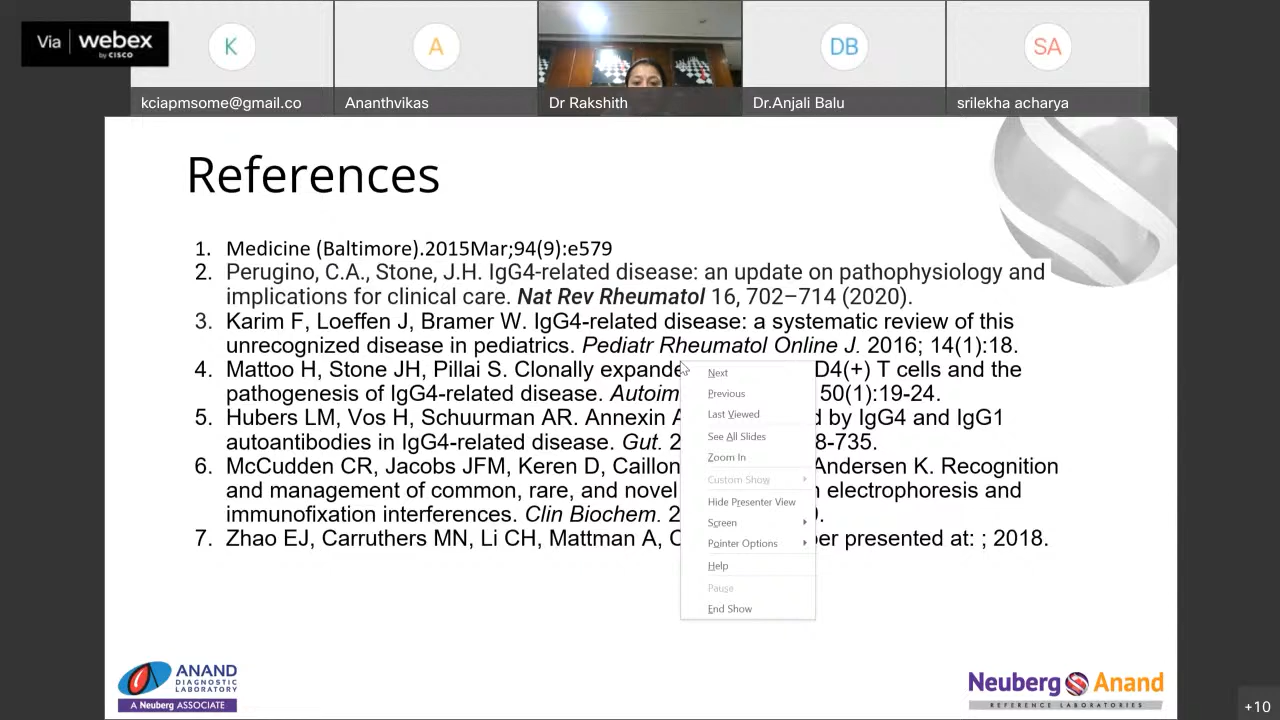 Via webex
by CISCO
K
A
DB
SA
kciapmsome@gmail.co
Ananthvikas
Dr Rakshith
Dr.Anjali Balu
srilekha acharya
References
1. Medicine (Baltimore).2015Mar;94(9):e579
2. Perugino, C.A., Stone, J.H. IgG4-related disease: an update on pathophysiology and
implications for clinical care. Nat Rev Rheumatol 16, 702–714 (2020).
3. Karim F, Loeffen J, Bramer W. IgG4-related disease: a systematic review of this
unrecognized disease in pediatrics. Pediatr Rheumatol Online J. 2016; 14(1):18.
4. Mattoo H, Stone JH, Pillai S. Clonally expande D4(+) T cells and the
pathogenesis of IgG4-related disease. Autoim 50(1):19-24.
5. Hubers LM, Vos H, Schuurman AR. Annexin A d by IgG4 and IgG1
autoantibodies in IgG4-related disease. Gut. 2 8-735.
6. McCudden CR, Jacobs JFM, Keren D, Caillon Andersen K. Recognition
and management of common, rare, and novel electrophoresis and
immunofixation interferences. Clin Biochem. 2
7. Zhao EJ, Carruthers MN, Li CH, Mattman A, C per presented at: ; 2018.
Next
Previous
Last Viewed
See All Slides
Zoom In
Custom Show
Hide Presenter View
Screen
Pointer Options
Help
Pause
End Show
ANAND
DIAGNOSTIC
LABORATORY
A Neuberg ASSOCIATE
Neuberg Anand
REFERENCE LABORATORIES
+10